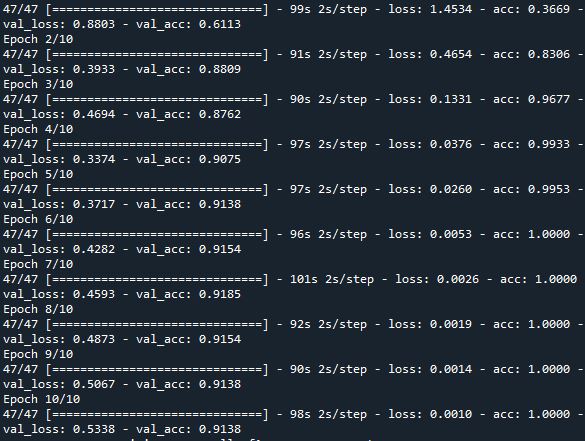 47/47 [==============================] - 99s 2s/step - loss: 1.4534 - acc: 0.3669 -
val_loss: 0.8803 - val_acc: 0.6113
Epoch 2/10
47/47 [==============================] - 91s 2s/step - loss: 0.4654 - acc: 0.8306 -
val_loss: 0.3933 - val_acc: 0.8809
Epoch 3/10
47/47 [==============================] - 90s 2s/step - loss: 0.1331 - acc: 0.9677 -
val_loss: 0.4694 - val_acc: 0.8762
Epoch 4/10
47/47 [==============================] - 97s 2s/step - loss: 0.0376 - acc: 0.9933 -
val_loss: 0.3374 - val_acc: 0.9075
Epoch 5/10
47/47 [==============================] - 97s 2s/step - loss: 0.0260 - acc: 0.9953 -
val_loss: 0.3717 - val_acc: 0.9138
Epoch 6/10
47/47 [==============================] - 96s 2s/step - loss: 0.0053 - acc: 1.0000 -
val_loss: 0.4282 - val_acc: 0.9154
Epoch 7/10
47/47 [==============================] - 101s 2s/step - loss: 0.0026 - acc: 1.0000
val_loss: 0.4593 - val_acc: 0.9185
Epoch 8/10
47/47 [==============================] - 92s 2s/step - loss: 0.0019 - acc: 1.0000 -
val_loss: 0.4873 - val_acc: 0.9154
Epoch 9/10
47/47 [==============================] - 90s 2s/step - loss: 0.0014 - acc: 1.0000 -
val_loss: 0.5067 - val_acc: 0.9138
Epoch 10/10
47/47 [==============================] - 98s 2s/step - loss: 0.0010 - acc: 1.0000 -
val_loss: 0.5338 - val_acc: 0.9138